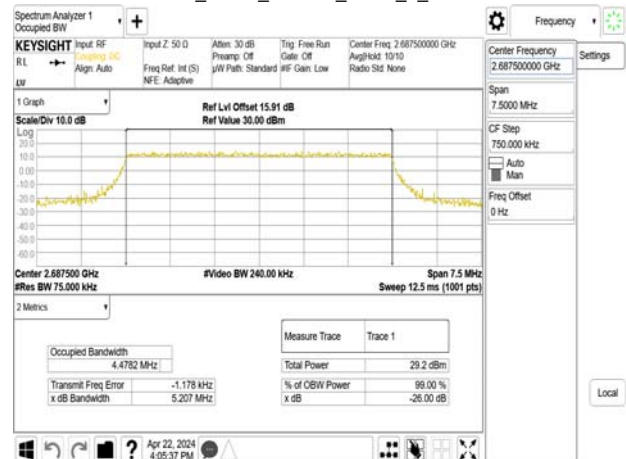 Spectrum Analyzer 1
Occupied BW
Frequency
KEYSIGHT
RL
LV
Input: RF
Coupling: DC
Align: Auto
Input Z: 50 Ω
Freq Ref: Int (S)
NFE: Adaptive
Atten: 30 dB
Preamp: Off
µW Path: Standard
Trig: Free Run
Gate: Off
#IF Gain: Low
Center Freq: 2.687500000 GHz
Avg|Hold: 10/10
Radio Std: None
Center Frequency
2.687500000 GHz
Settings
Span
7.5000 MHz
CF Step
750.000 kHz
Auto
Man
Freq Offset
0 Hz
1 Graph
Scale/Div 10.0 dB
Ref Lvl Offset 15.91 dB
Ref Value 30.00 dBm
Log
20.0
10.0
0.00
-10.0
-20.0
-30.0
-40.0
-50.0
-60.0
Center 2.687500 GHz
#Video BW 240.00 kHz
Span 7.5 MHz
#Res BW 75.000 kHz
Sweep 12.5 ms (1001 pts)
2 Metrics
Measure Trace Trace 1
Occupied Bandwidth
4.4782 MHz
Total Power 29.2 dBm
Transmit Freq Error -1.178 kHz
% of OBW Power 99.00 %
x dB Bandwidth 5.207 MHz
x dB -26.00 dB
Local
Apr 22, 2024
4:05:37 PM